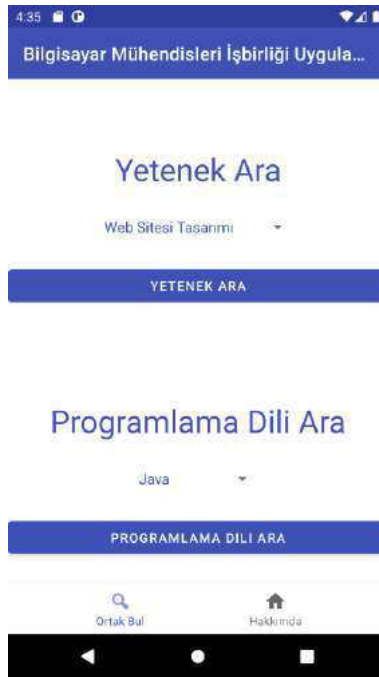 4:35
Bilgisayar Mühendisleri İşbirliği Uygula...
Yetenek Ara
Web Sitesi Tasarımı
YETENEK ARA
Programlama Dili Ara
Java
PROGRAMLAMA DILI ARA
Ortak Bul
Hakkımda